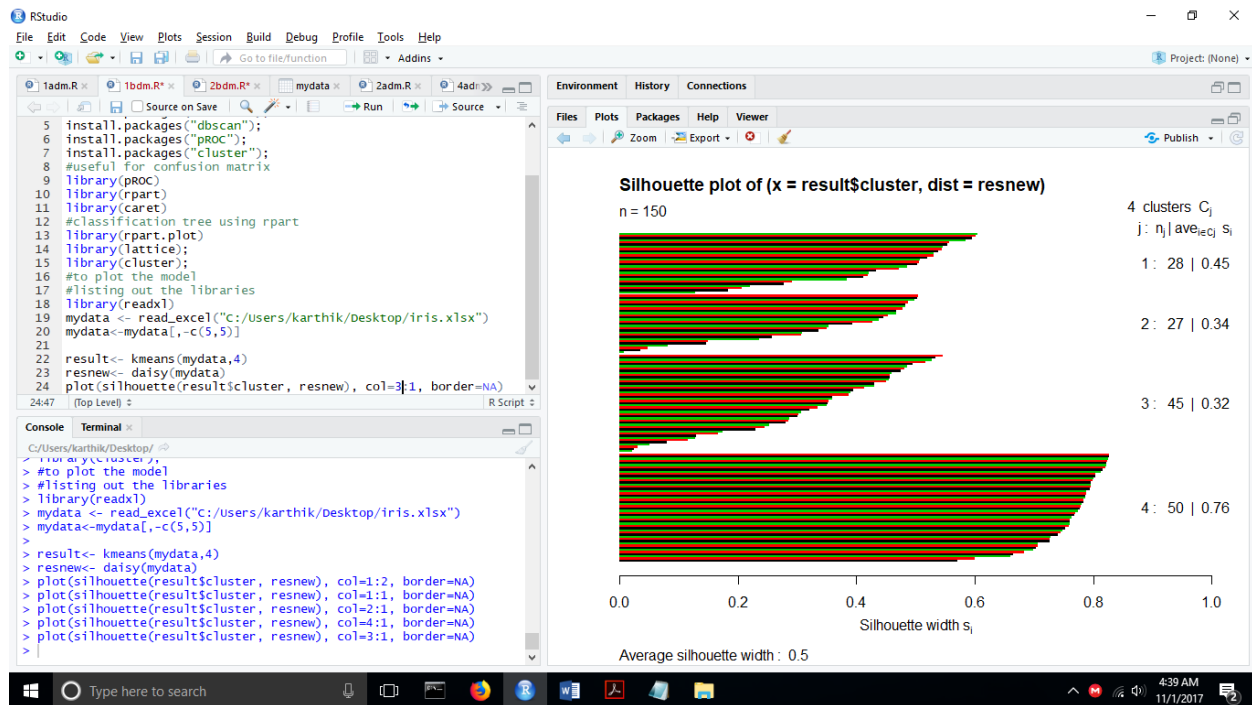 RStudio
File Edit Code View Plots Session Build Debug Profile Tools Help
Go to file/function Addins Project: (None)
1adm.R 1bdm.R* 2bdm.R* mydata 2adm.R 4adn
Source on Save Run Source
5 install.packages("dbscan");
6 install.packages("pROC");
7 install.packages("cluster");
8 #useful for confusion matrix
9 library(pROC)
10 library(rpart)
11 library(caret)
12 #classification tree using rpart
13 library(rpart.plot)
14 library(lattice);
15 library(cluster);
16 #to plot the model
17 #listing out the libraries
18 library(readxl)
19 mydata <- read_excel("C:/Users/karthik/Desktop/iris.xlsx")
20 mydata<-mydata[,-c(5,5)]
21
22 result<- kmeans(mydata,4)
23 resnew<- daisy(mydata)
24 plot(silhouette(result$cluster, resnew), col=3:1, border=NA)
24:47 (Top Level) R Script
Console Terminal
C:/Users/karthik/Desktop/
> library(cluster);
> #to plot the model
> #listing out the libraries
> library(readxl)
> mydata <- read_excel("C:/Users/karthik/Desktop/iris.xlsx")
> mydata<-mydata[,-c(5,5)]
>
> result<- kmeans(mydata,4)
> resnew<- daisy(mydata)
> plot(silhouette(result$cluster, resnew), col=1:2, border=NA)
> plot(silhouette(result$cluster, resnew), col=1:1, border=NA)
> plot(silhouette(result$cluster, resnew), col=2:1, border=NA)
> plot(silhouette(result$cluster, resnew), col=4:1, border=NA)
> plot(silhouette(result$cluster, resnew), col=3:1, border=NA)
>
Environment History Connections
Files Plots Packages Help Viewer
Zoom Export Publish
Silhouette plot of (x = result$cluster, dist = resnew)
n = 150
4 clusters Cj
j : nj | avei∈Cj si
1 : 28 | 0.45
2 : 27 | 0.34
3 : 45 | 0.32
4 : 50 | 0.76
0.0 0.2 0.4 0.6 0.8 1.0
Silhouette width si
Average silhouette width : 0.5
Type here to search
4:39 AM
11/1/2017
2